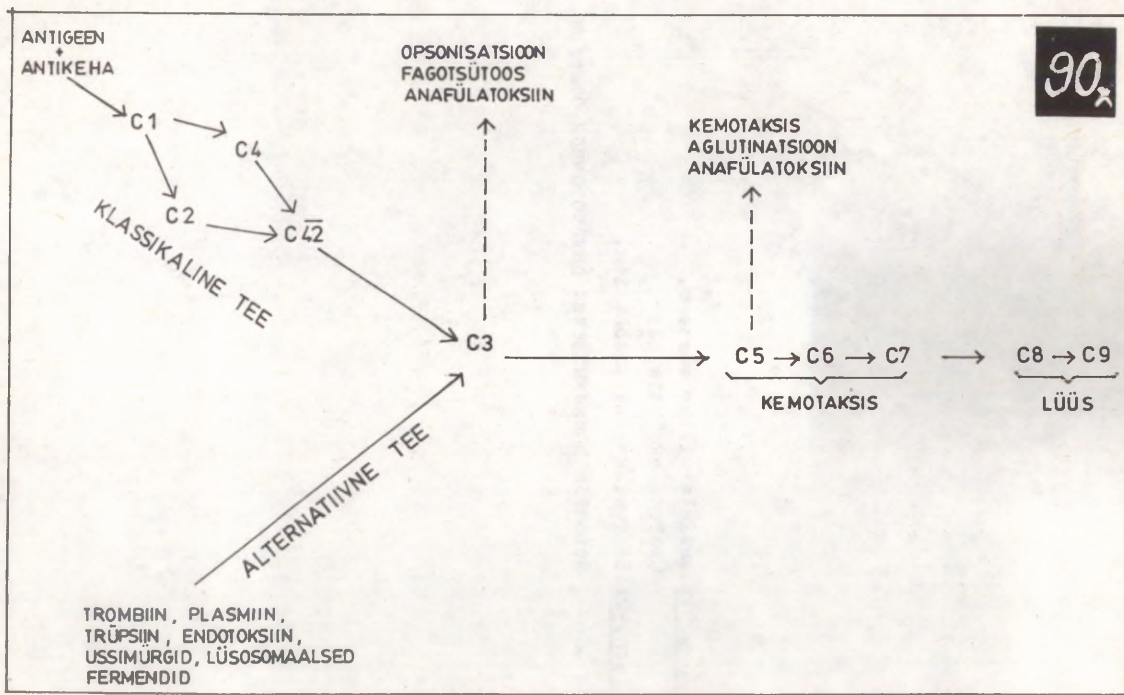 ANTIGEEN
+
ANTIKEHA
C1
C4
C2
C4̅2̅
KLASSIKALINE TEE
OPSONISATSIOON
FAGOTSÜTOOS
ANAFÜLATOKSIIN
90x
KEMOTAKSIS
AGLUTINATSIOON
ANAFÜLATOKSIIN
C3
C5 → C6 → C7 → C8 → C9
KEMOTAKSIS
LÜÜS
ALTERNATIIVNE TEE
TROMBIIN, PLASMIIN,
TRÜPSIIN, ENDOTOKSIIN,
USSIMÜRGID, LÜSOSOMAALSED
FERMENDID